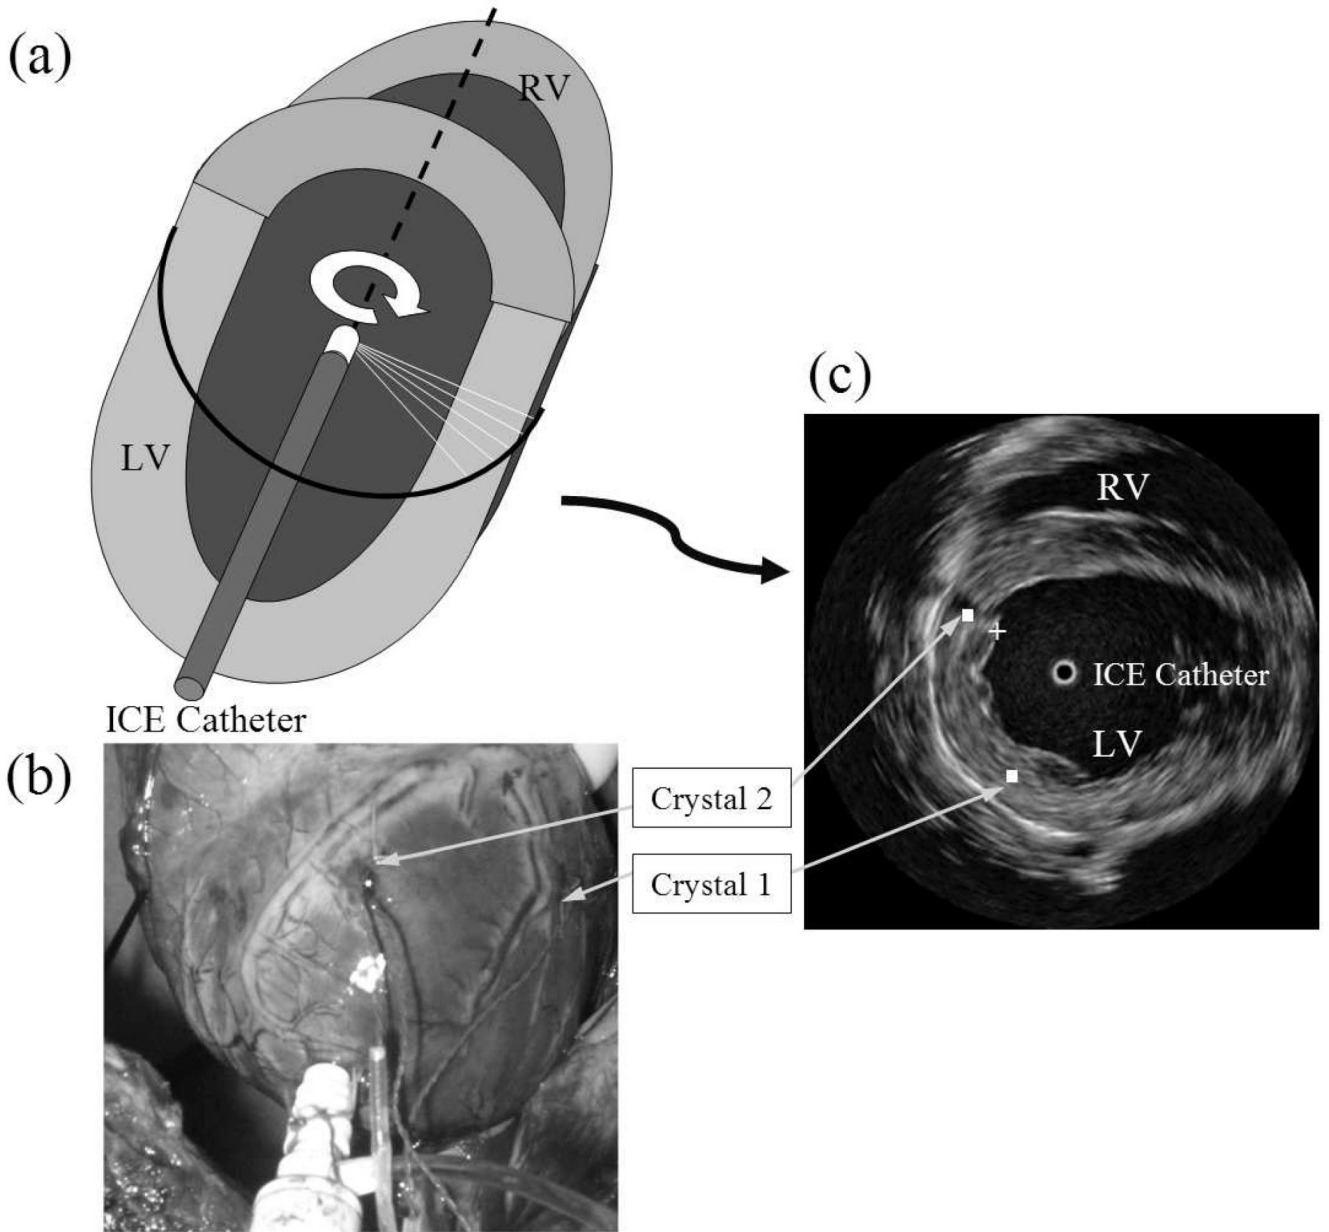 (a)
RV
LV
ICE Catheter
(b)
Crystal 2
Crystal 1
(c)
RV
+
ICE Catheter
LV